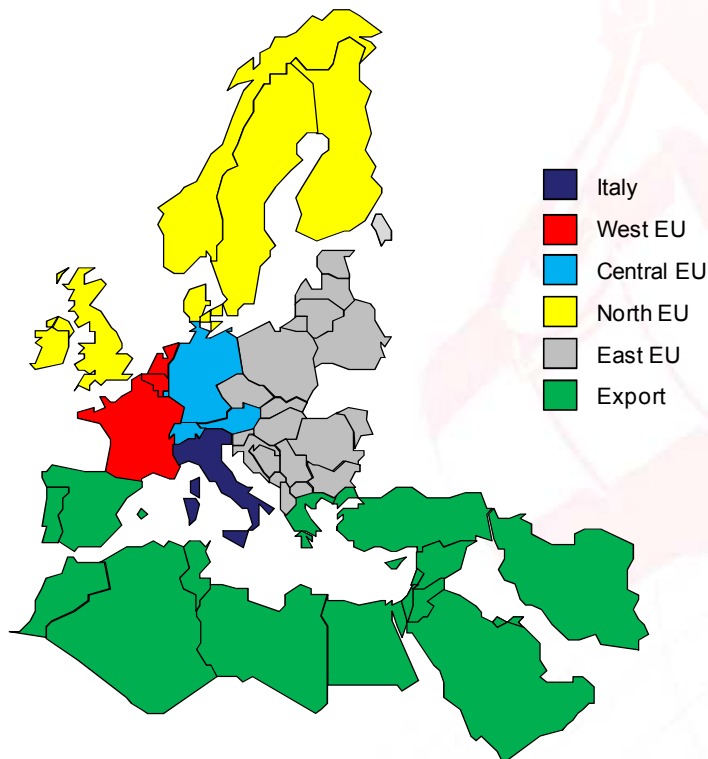 Italy
West EU
Central EU
North EU
East EU
Export